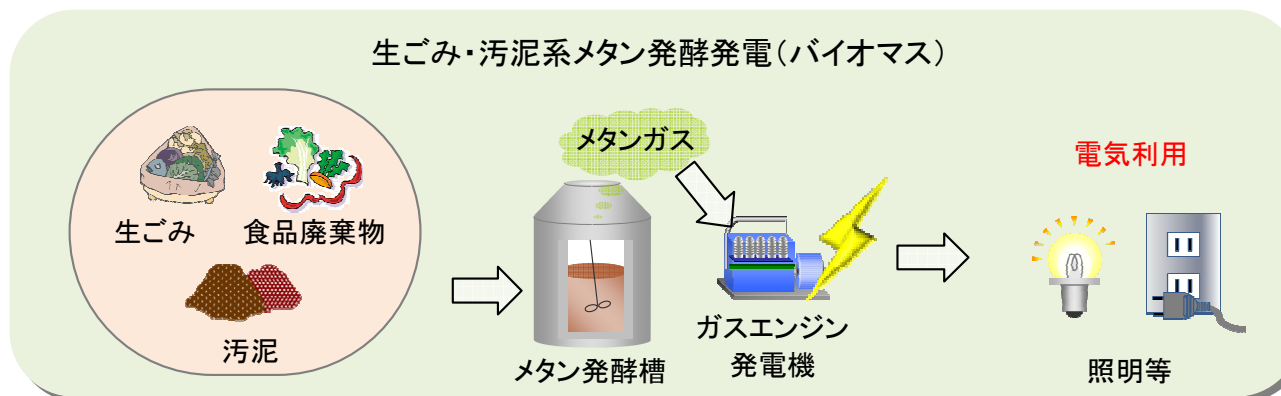 生ごみ・汚泥系メタン発酵発電（バイオマス）
メタンガス
電気利用
生ごみ
食品廃棄物
汚泥
メタン発酵槽
ガスエンジン
発電機
照明等